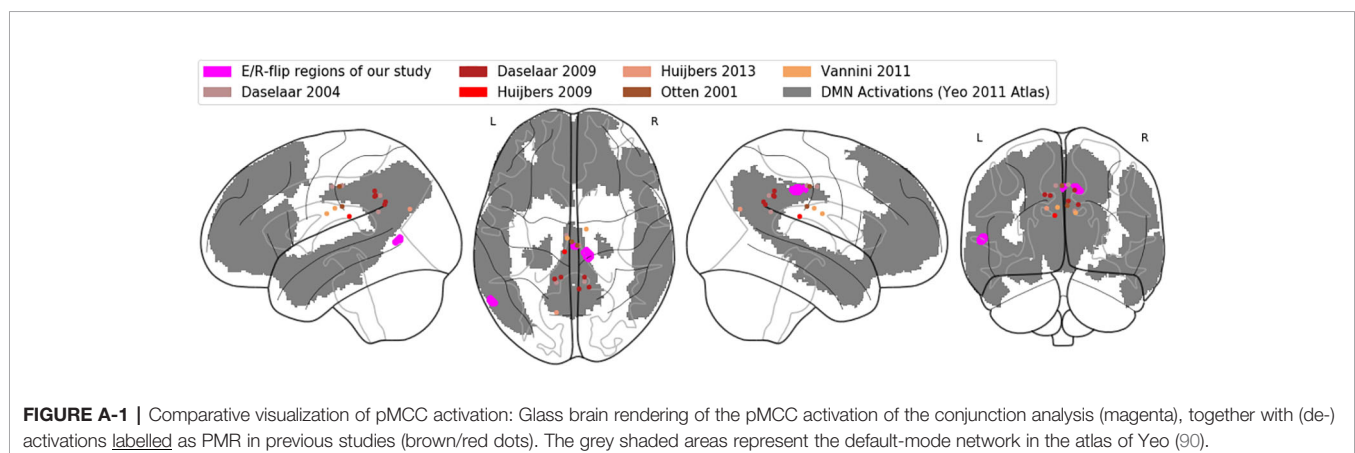 E/R-flip regions of our study Daselaar 2009 Huijbers 2013 Vannini 2011
Daselaar 2004 Huijbers 2009 Otten 2001 DMN Activations (Yeo 2011 Atlas)
L R L R
FIGURE A-1 | Comparative visualization of pMCC activation: Glass brain rendering of the pMCC activation of the conjunction analysis (magenta), together with (de-)
activations labelled as PMR in previous studies (brown/red dots). The grey shaded areas represent the default-mode network in the atlas of Yeo (90).